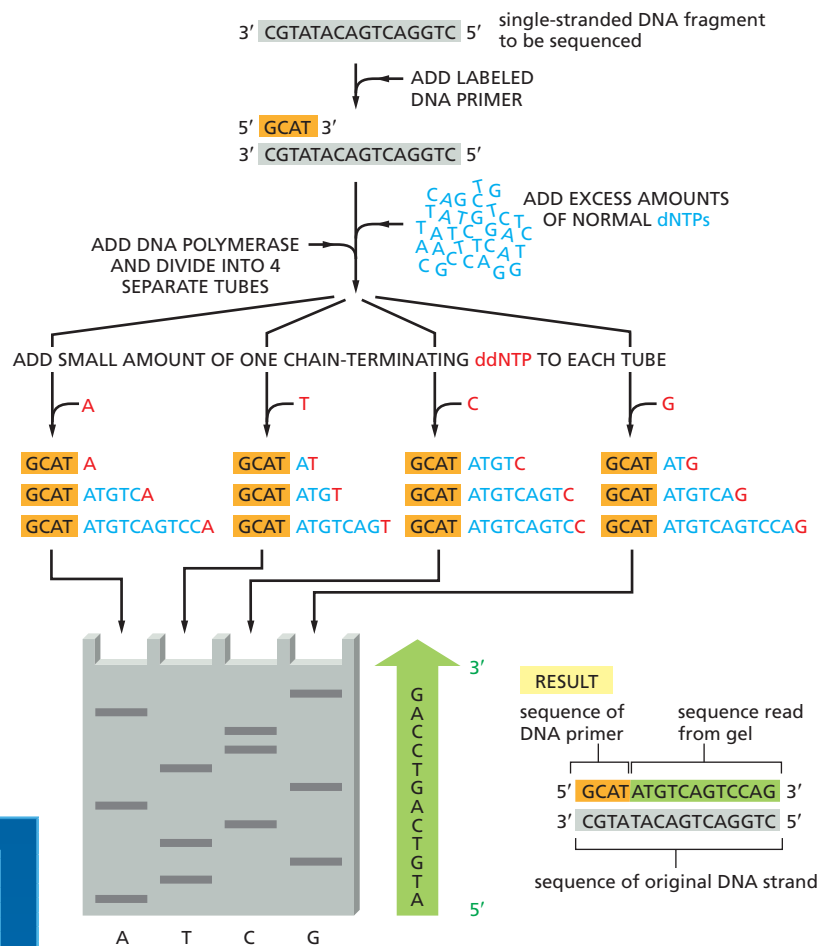 3′ CGTATACAGTCAGGTC 5′
single-stranded DNA fragment
to be sequenced
ADD LABELED
DNA PRIMER
5′ GCAT 3′
3′ CGTATACAGTCAGGTC 5′
ADD EXCESS AMOUNTS
OF NORMAL dNTPs
ADD DNA POLYMERASE
AND DIVIDE INTO 4
SEPARATE TUBES
ADD SMALL AMOUNT OF ONE CHAIN-TERMINATING ddNTP TO EACH TUBE
A
T
C
G
GCAT A
GCAT ATGTCA
GCAT ATGTCAGTCCA
GCAT AT
GCAT ATGT
GCAT ATGTCAGT
GCAT ATGTC
GCAT ATGTCAGTC
GCAT ATGTCAGTCC
GCAT ATG
GCAT ATGTCAG
GCAT ATGTCAGTCCAG
3′
G
A
C
C
T
G
A
C
T
G
T
A
5′
A T C G
RESULT
sequence of
DNA primer
sequence read
from gel
5′ GCATATGTCAGTCCAG 3′
3′ CGTATACAGTCAGGTC 5′
sequence of original DNA strand